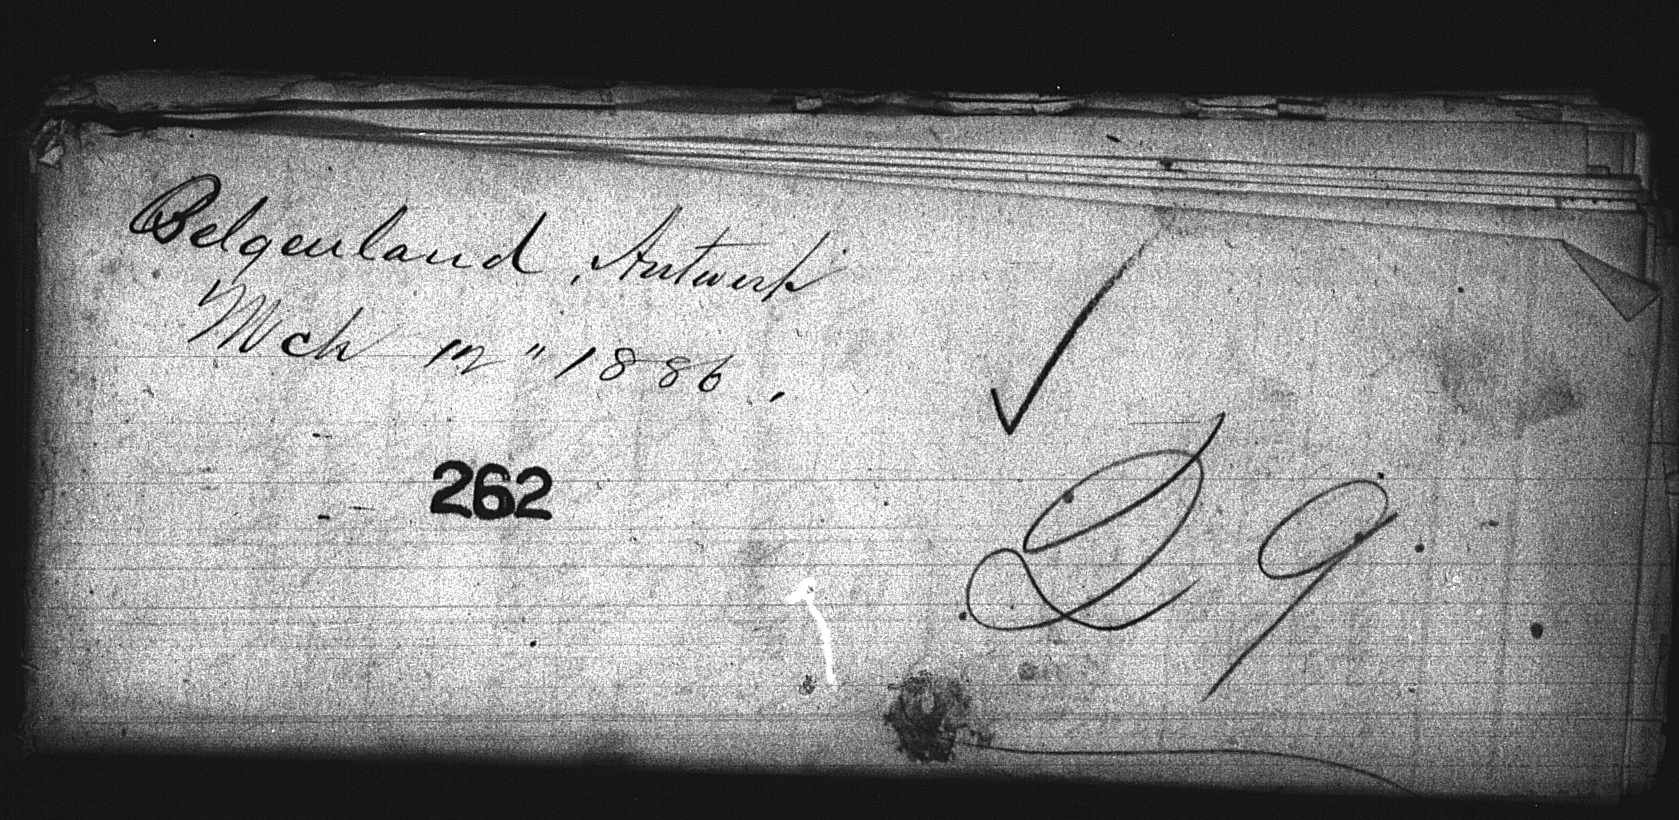 Belgenland, Antwerp
Mch 12" 1886.
262
D 9